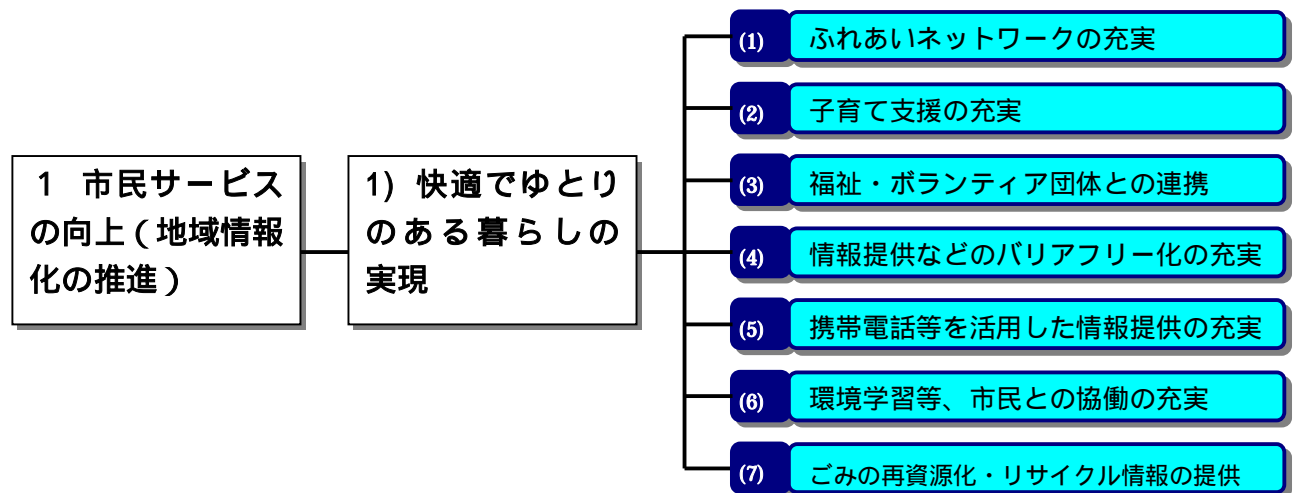 1 市民サービス
の向上(地域情報
化の推進)
1) 快適でゆとり
のある暮らしの
実現
(1) ふれあいネットワークの充実
(2) 子育て支援の充実
(3) 福祉・ボランティア団体との連携
(4) 情報提供などのバリアフリー化の充実
(5) 携帯電話等を活用した情報提供の充実
(6) 環境学習等、市民との協働の充実
(7) ごみの再資源化・リサイクル情報の提供